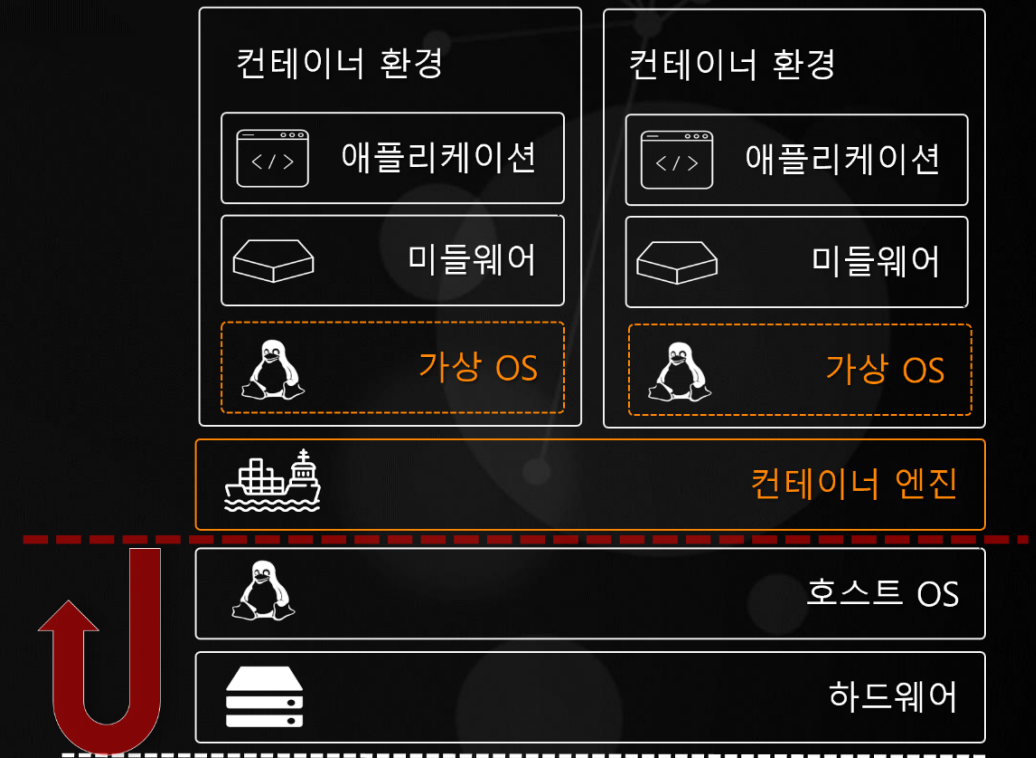 컨테이너 환경
</>
애플리케이션
미들웨어
가상 OS
컨테이너 환경
</>
애플리케이션
미들웨어
가상 OS
컨테이너 엔진
호스트 OS
하드웨어